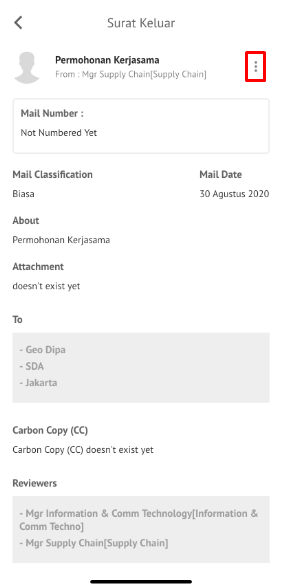 Surat Keluar
Permohonan Kerjasama
From : Mgr Supply Chain[Supply Chain]
Mail Number :
Not Numbered Yet
Mail Classification
Mail Date
Biasa
30 Agustus 2020
About
Permohonan Kerjasama
Attachment
doesn't exist yet
To
- Geo Dipa
- SDA
- Jakarta
Carbon Copy (CC)
Carbon Copy (CC) doesn't exist yet
Reviewers
- Mgr Information & Comm Technology[Information &
Comm Techno]
- Mgr Supply Chain[Supply Chain]